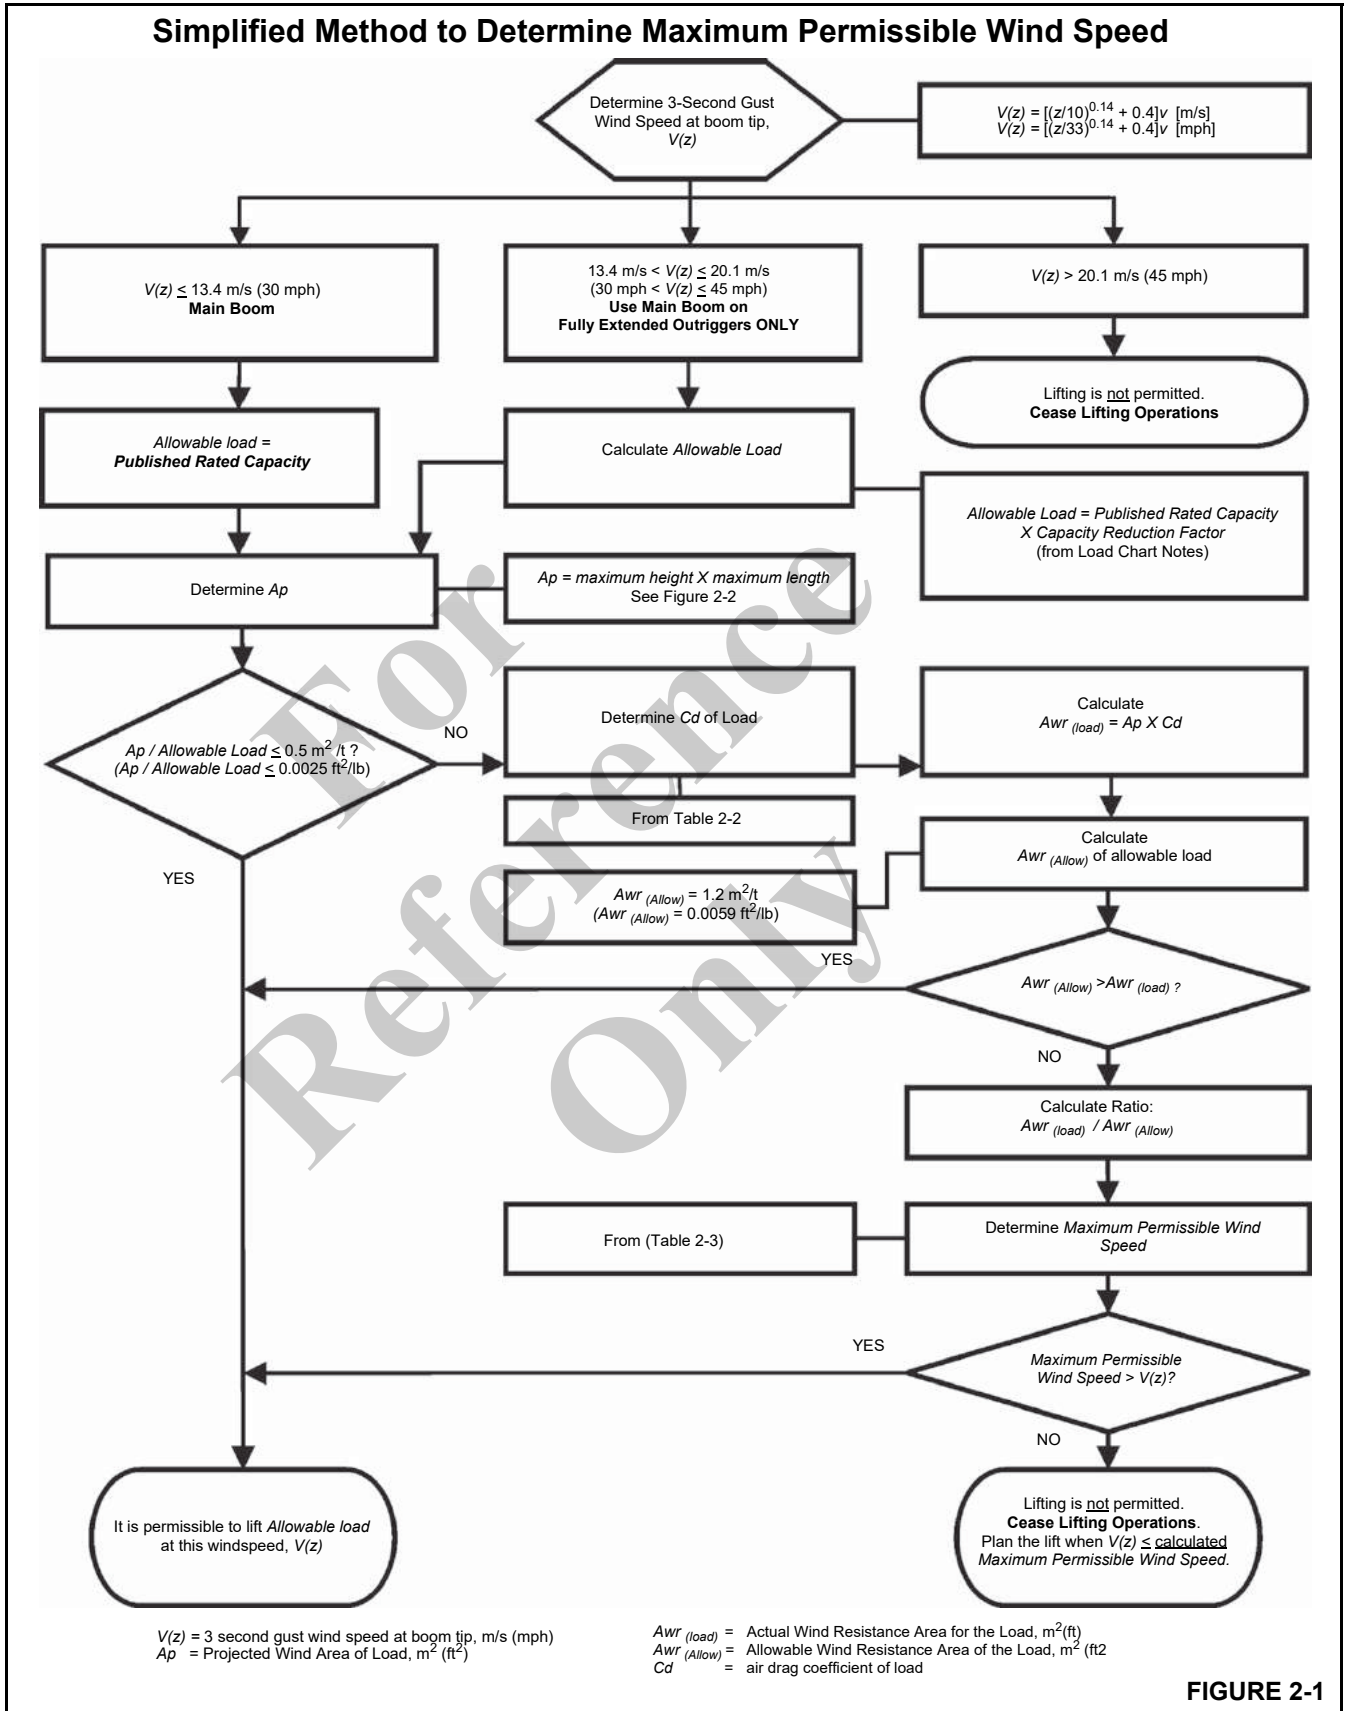 Simplified Method to Determine Maximum Permissible Wind Speed
Determine 3-Second Gust
Wind Speed at boom tip,
V(z)
V(z) = [(z/10)^0.14 + 0.4]v [m/s]
V(z) = [(z/33)^0.14 + 0.4]v [mph]
V(z) ≤ 13.4 m/s (30 mph)
Main Boom
13.4 m/s < V(z) ≤ 20.1 m/s
(30 mph < V(z) ≤ 45 mph)
Use Main Boom on
Fully Extended Outriggers ONLY
V(z) > 20.1 m/s (45 mph)
Lifting is not permitted.
Cease Lifting Operations
Allowable load =
Published Rated Capacity
Calculate Allowable Load
Allowable Load = Published Rated Capacity
X Capacity Reduction Factor
(from Load Chart Notes)
Determine Ap
Ap = maximum height X maximum length
See Figure 2-2
Ap / Allowable Load ≤ 0.5 m² /t ?
(Ap / Allowable Load ≤ 0.0025 ft²/lb)
NO
YES
Determine Cd of Load
From Table 2-2
Calculate
Awr (load) = Ap X Cd
Calculate
Awr (Allow) of allowable load
Awr (Allow) = 1.2 m²/t
(Awr (Allow) = 0.0059 ft²/lb)
YES
Awr (Allow) >Awr (load) ?
NO
Calculate Ratio:
Awr (load) / Awr (Allow)
From (Table 2-3)
Determine Maximum Permissible Wind
Speed
YES
Maximum Permissible
Wind Speed > V(z)?
NO
It is permissible to lift Allowable load
at this windspeed, V(z)
Lifting is not permitted.
Cease Lifting Operations.
Plan the lift when V(z) ≤ calculated
Maximum Permissible Wind Speed.
V(z) = 3 second gust wind speed at boom tip, m/s (mph)
Ap = Projected Wind Area of Load, m² (ft²)
Awr (load) = Actual Wind Resistance Area for the Load, m²(ft)
Awr (Allow) = Allowable Wind Resistance Area of the Load, m² (ft2
Cd = air drag coefficient of load
FIGURE 2-1
For
Reference
Only